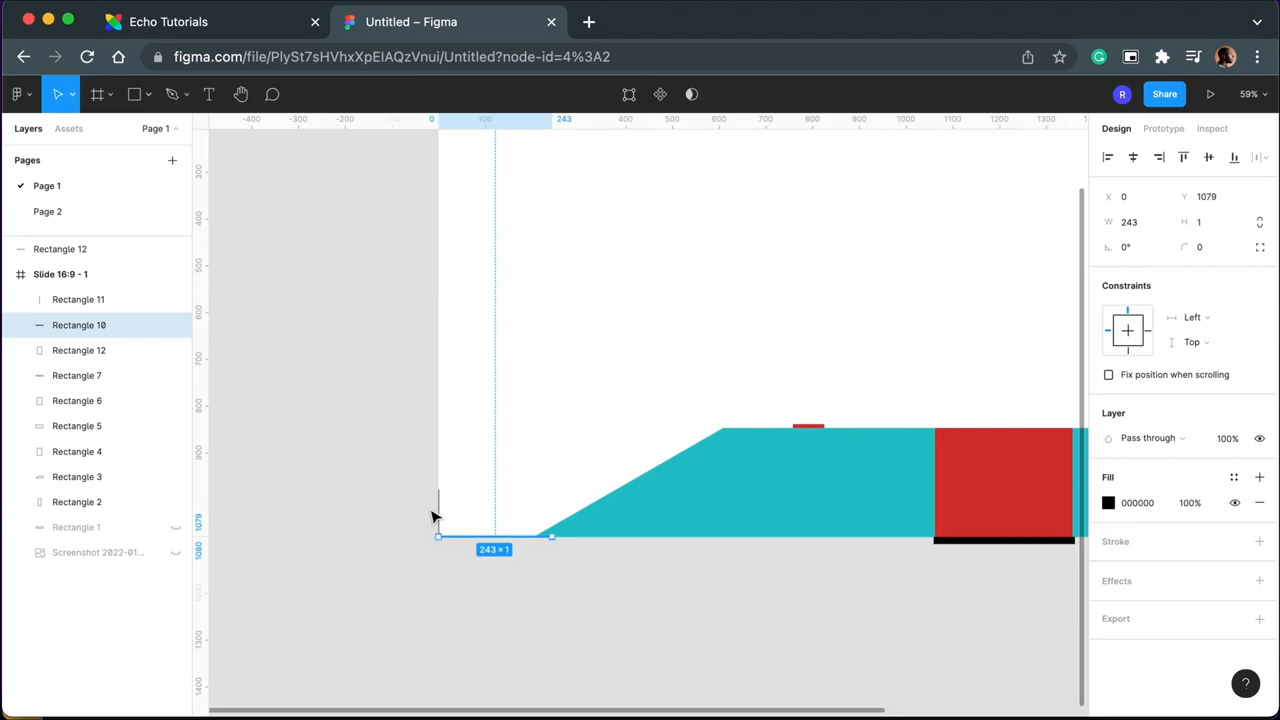 Echo Tutorials
Untitled – Figma
figma.com/file/PlySt7sHVhxXpEIAQzVnui/Untitled?node-id=4%3A2
R
Share
59%
Layers
Assets
Page 1
-400 -300 -200 0 100 243 400 500 600 700 800 900 1000 1100 1200 1300
Design
Prototype
Inspect
Pages
Page 1
Page 2
Rectangle 12
Slide 16:9 - 1
Rectangle 11
Rectangle 10
Rectangle 12
Rectangle 7
Rectangle 6
Rectangle 5
Rectangle 4
Rectangle 3
Rectangle 2
Rectangle 1
Screenshot 2022-01...
300
400
500
600
700
800
900
1079
1080
1200
1300
1400
243 × 1
X 0 Y 1079
W 243 H 1
0° 0
Constraints
Left
Top
Fix position when scrolling
Layer
Pass through 100%
Fill
000000 100%
Stroke
Effects
Export
?